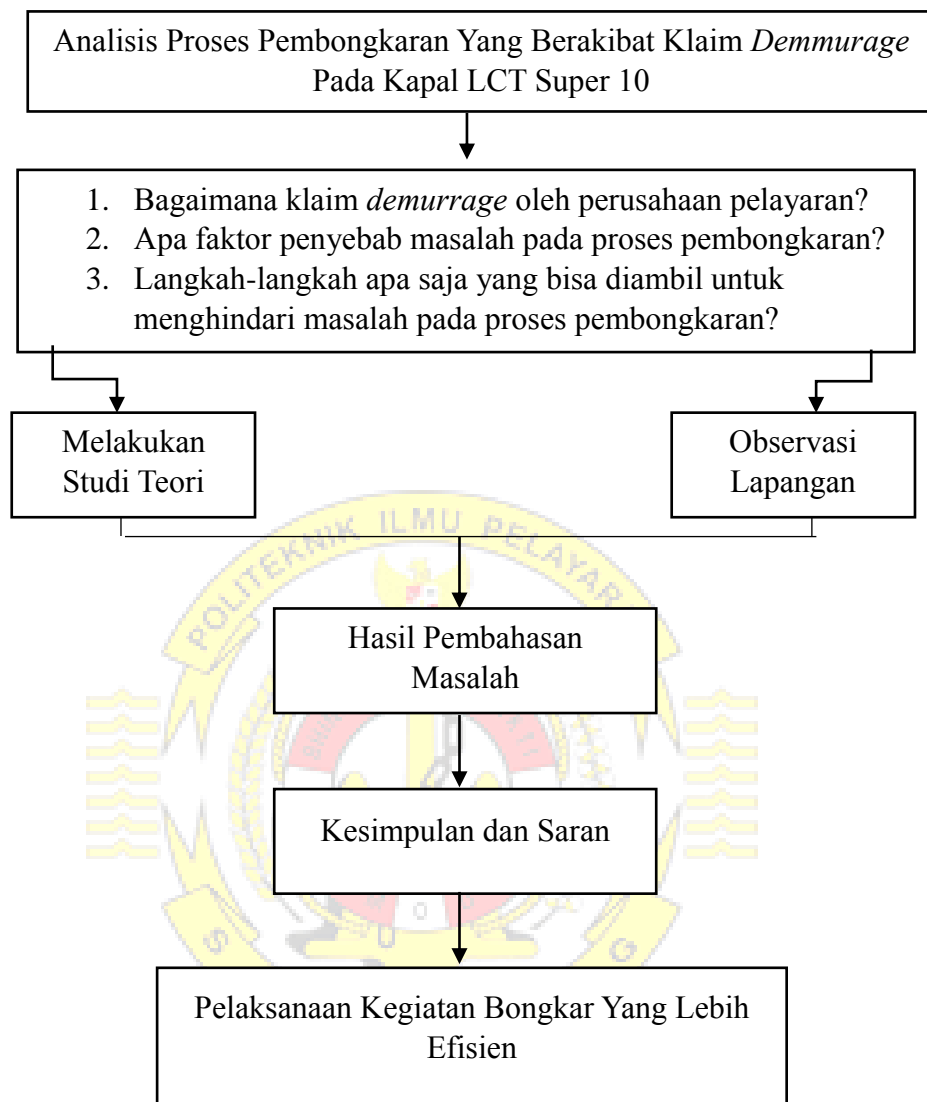 Analisis Proses Pembongkaran Yang Berakibat Klaim Demmurage
Pada Kapal LCT Super 10
1. Bagaimana klaim demurrage oleh perusahaan pelayaran?
2. Apa faktor penyebab masalah pada proses pembongkaran?
3. Langkah-langkah apa saja yang bisa diambil untuk
menghindari masalah pada proses pembongkaran?
Melakukan
Studi Teori
Observasi
Lapangan
POLITEKNIK ILMU PELAYAR
Hasil Pembahasan
Masalah
Kesimpulan dan Saran
Pelaksanaan Kegiatan Bongkar Yang Lebih
Efisien